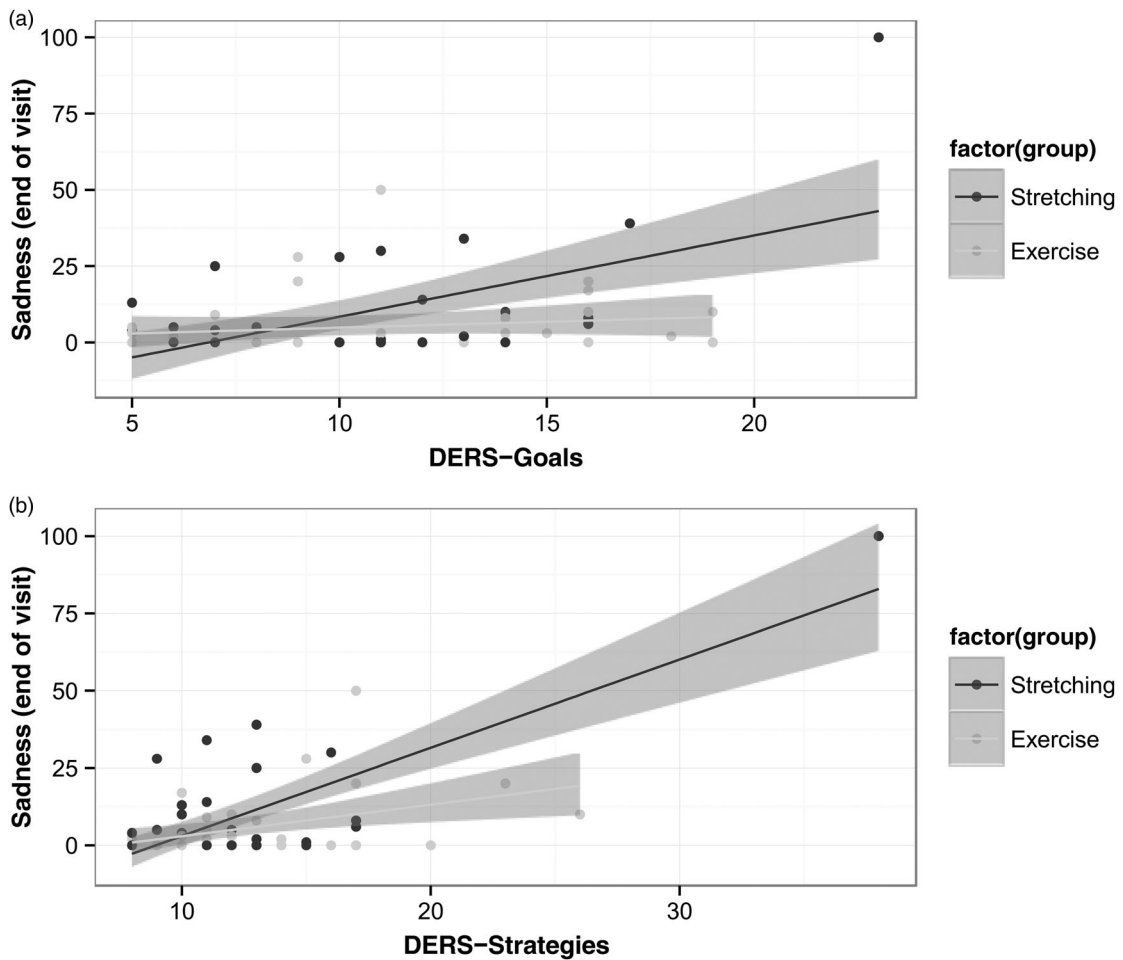 (a)
100
75
50
25
0
Sadness (end of visit)
5 10 15 20
DERS−Goals
factor(group)
Stretching
Exercise
(b)
100
75
50
25
0
Sadness (end of visit)
10 20 30
DERS−Strategies
factor(group)
Stretching
Exercise